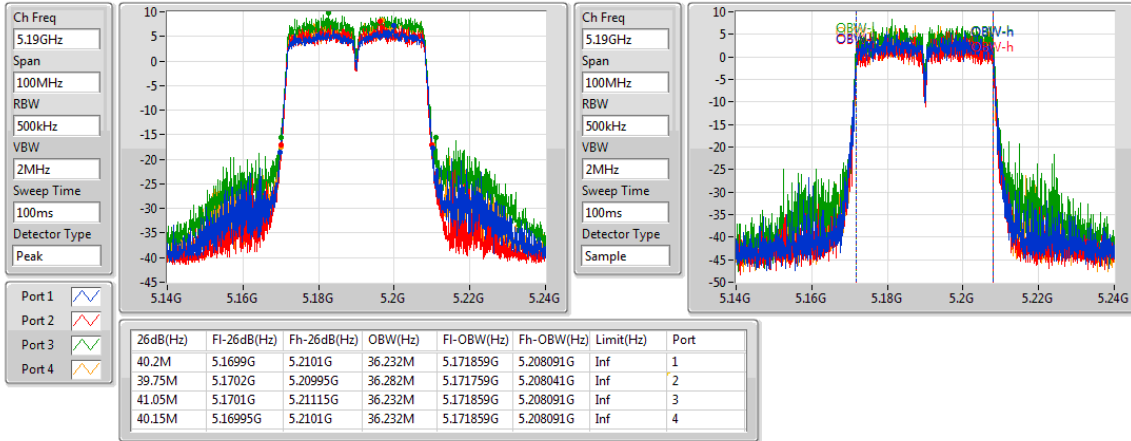 Ch Freq
5.19GHz
Span
100MHz
RBW
500kHz
VBW
2MHz
Sweep Time
100ms
Detector Type
Peak
10
5
0
-5
-10
-15
-20
-25
-30
-35
-40
-45
5.14G 5.16G 5.18G 5.2G 5.22G 5.24G
Ch Freq
5.19GHz
Span
100MHz
RBW
500kHz
VBW
2MHz
Sweep Time
100ms
Detector Type
Sample
10
5
0
-5
-10
-15
-20
-25
-30
-35
-40
-45
-50
OBW-h
OBW-h
5.14G 5.16G 5.18G 5.2G 5.22G 5.24G
Port 1
Port 2
Port 3
Port 4
26dB(Hz) Fl-26dB(Hz) Fh-26dB(Hz) OBW(Hz) Fl-OBW(Hz) Fh-OBW(Hz) Limit(Hz) Port
40.2M 5.1699G 5.2101G 36.232M 5.171859G 5.208091G Inf 1
39.75M 5.1702G 5.20995G 36.282M 5.171759G 5.208041G Inf 2
41.05M 5.1701G 5.21115G 36.232M 5.171859G 5.208091G Inf 3
40.15M 5.16995G 5.2101G 36.232M 5.171859G 5.208091G Inf 4